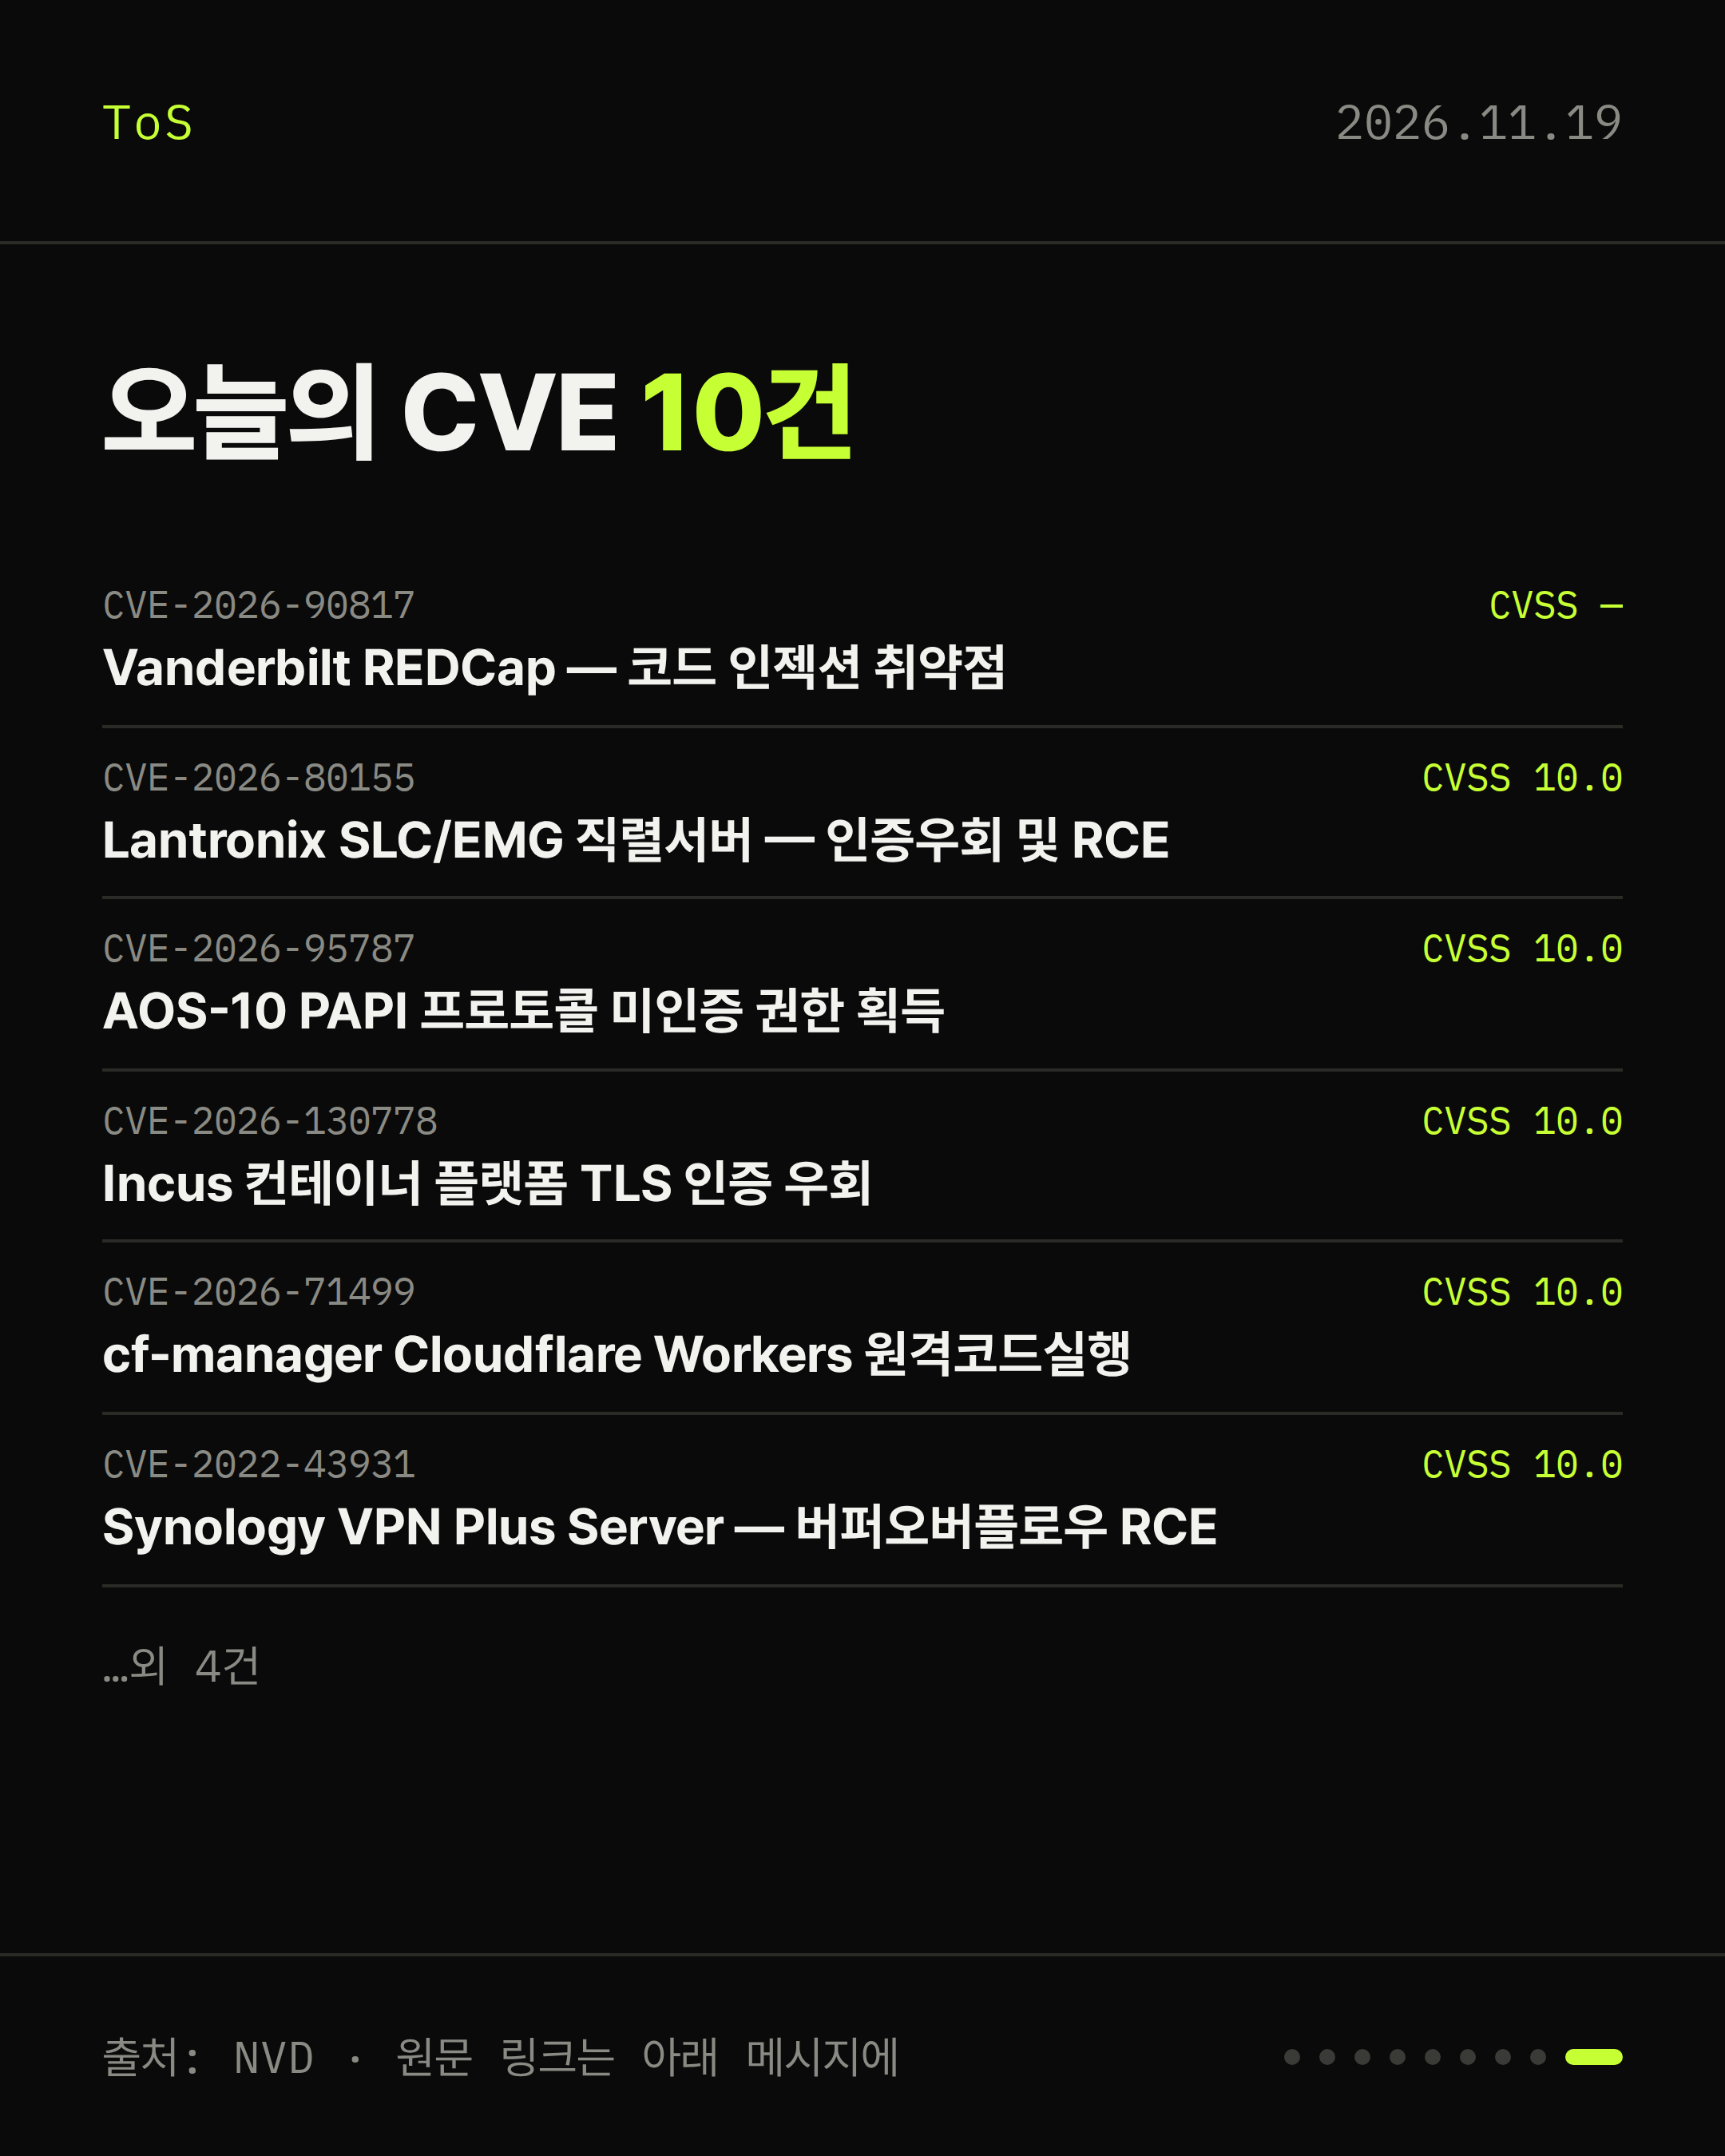 ToS
2026.11.19
오늘의 CVE 10건
CVE-2026-90817
CVSS —
Vanderbilt REDCap — 코드 인젝션 취약점
CVE-2026-80155
CVSS 10.0
Lantronix SLC/EMG 직렬서버 — 인증우회 및 RCE
CVE-2026-95787
CVSS 10.0
AOS-10 PAPI 프로토콜 미인증 권한 획득
CVE-2026-130778
CVSS 10.0
Incus 컨테이너 플랫폼 TLS 인증 우회
CVE-2026-71499
CVSS 10.0
cf-manager Cloudflare Workers 원격코드실행
CVE-2022-43931
CVSS 10.0
Synology VPN Plus Server — 버퍼오버플로우 RCE
…외 4건
출처: NVD · 원문 링크는 아래 메시지에